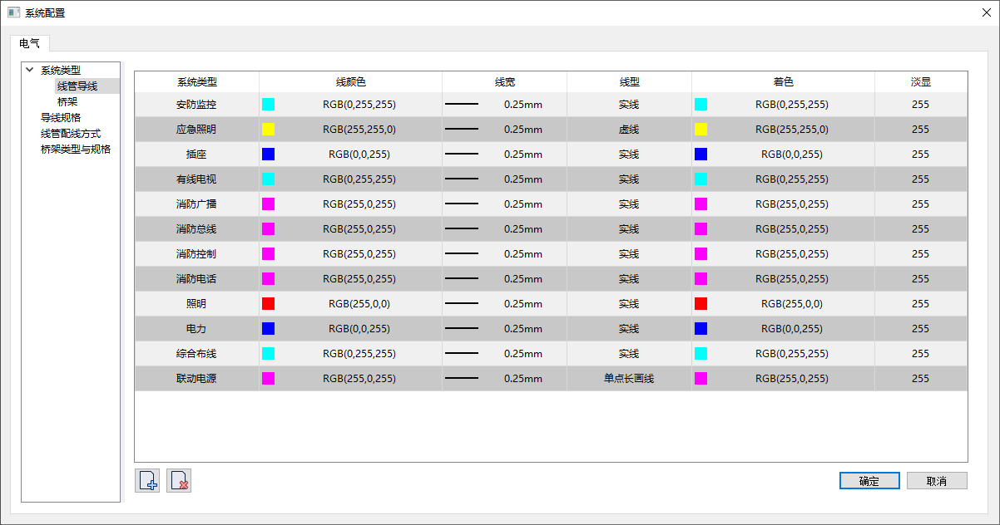 系统配置
电气
系统类型
线管导线
桥架
导线规格
线管配线方式
桥架类型与规格
系统类型 线颜色 线宽 线型 着色 淡显
安防监控 RGB(0,255,255) 0.25mm 实线 RGB(0,255,255) 255
应急照明 RGB(255,255,0) 0.25mm 虚线 RGB(255,255,0) 255
插座 RGB(0,0,255) 0.25mm 实线 RGB(0,0,255) 255
有线电视 RGB(0,255,255) 0.25mm 实线 RGB(0,255,255) 255
消防广播 RGB(255,0,255) 0.25mm 实线 RGB(255,0,255) 255
消防总线 RGB(255,0,255) 0.25mm 实线 RGB(255,0,255) 255
消防控制 RGB(255,0,255) 0.25mm 实线 RGB(255,0,255) 255
消防电话 RGB(255,0,255) 0.25mm 实线 RGB(255,0,255) 255
照明 RGB(255,0,0) 0.25mm 实线 RGB(255,0,0) 255
电力 RGB(0,0,255) 0.25mm 实线 RGB(0,0,255) 255
综合布线 RGB(0,255,255) 0.25mm 实线 RGB(0,255,255) 255
联动电源 RGB(255,0,255) 0.25mm 单点长画线 RGB(255,0,255) 255
确定 取消